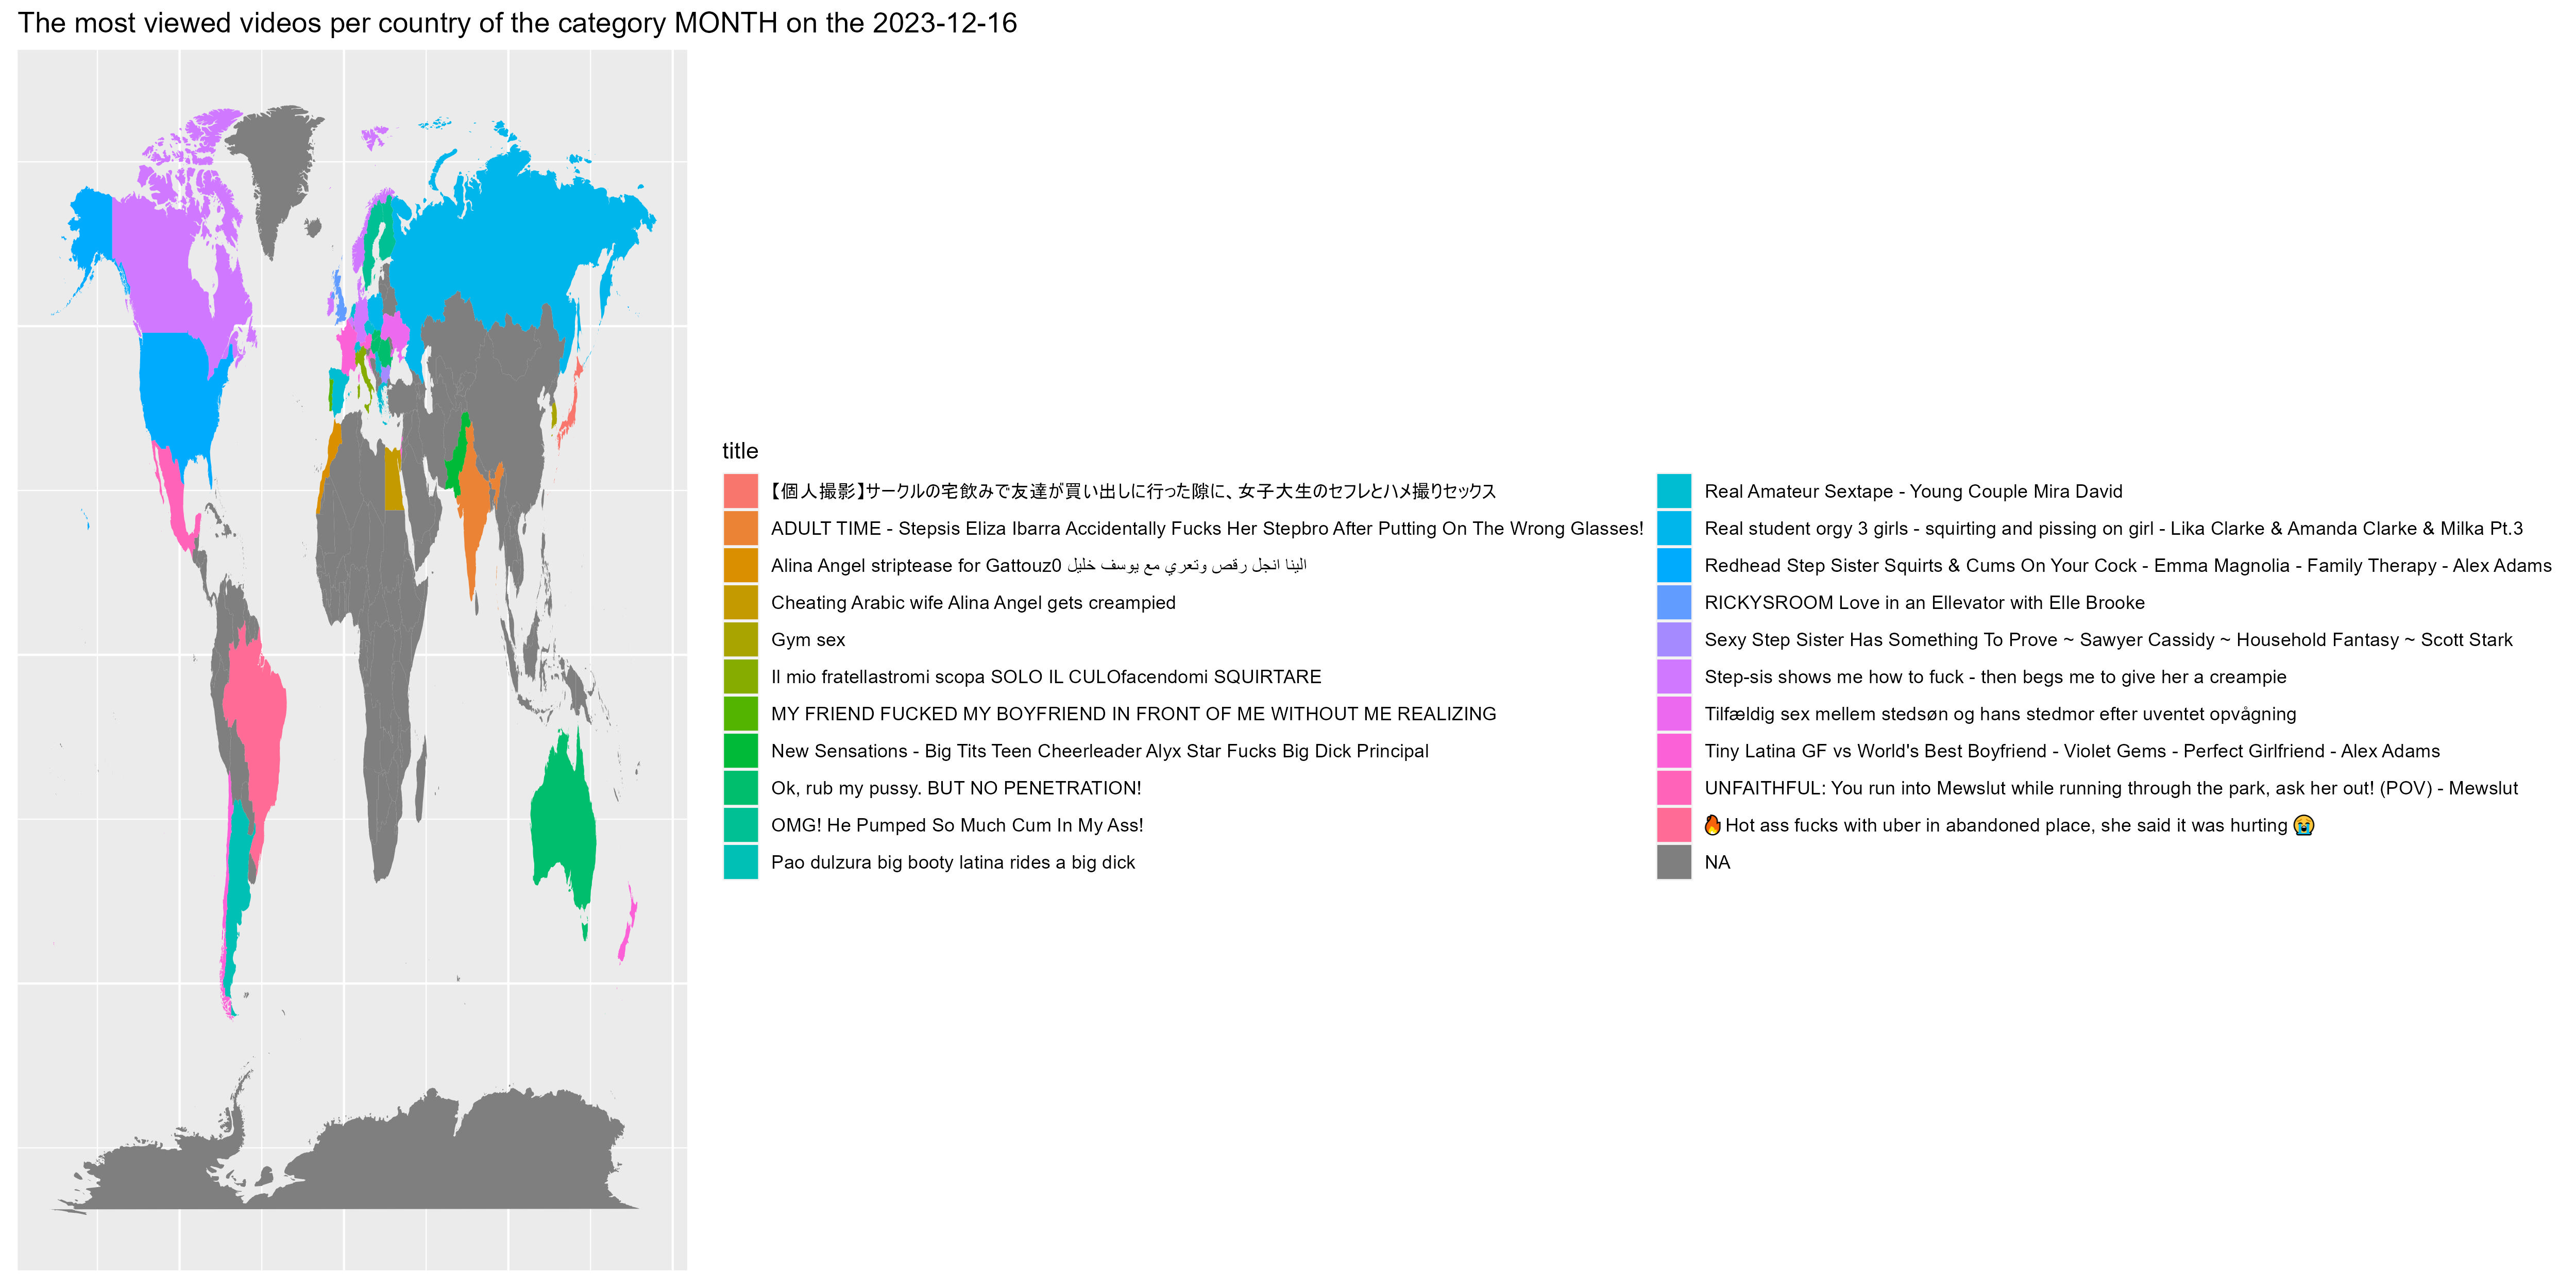 The most viewed videos per country of the category MONTH on the 2023-12-16
title
【個人撮影】サークルの宅飲みで友達が買い出しに行った隙に、女子大生のセフレとハメ撮りセックス
ADULT TIME - Stepsis Eliza Ibarra Accidentally Fucks Her Stepbro After Putting On The Wrong Glasses!
Alina Angel striptease for Gattouz0 الينا انجل رقص وتعري مع يوسف خليل
Cheating Arabic wife Alina Angel gets creampied
Gym sex
Il mio fratellastromi scopa SOLO IL CULOfacendomi SQUIRTARE
MY FRIEND FUCKED MY BOYFRIEND IN FRONT OF ME WITHOUT ME REALIZING
New Sensations - Big Tits Teen Cheerleader Alyx Star Fucks Big Dick Principal
Ok, rub my pussy. BUT NO PENETRATION!
OMG! He Pumped So Much Cum In My Ass!
Pao dulzura big booty latina rides a big dick
Real Amateur Sextape - Young Couple Mira David
Real student orgy 3 girls - squirting and pissing on girl - Lika Clarke & Amanda Clarke & Milka Pt.3
Redhead Step Sister Squirts & Cums On Your Cock - Emma Magnolia - Family Therapy - Alex Adams
RICKYSROOM Love in an Ellevator with Elle Brooke
Sexy Step Sister Has Something To Prove ~ Sawyer Cassidy ~ Household Fantasy ~ Scott Stark
Step-sis shows me how to fuck - then begs me to give her a creampie
Tilfældig sex mellem stedsøn og hans stedmor efter uventet opvågning
Tiny Latina GF vs World's Best Boyfriend - Violet Gems - Perfect Girlfriend - Alex Adams
UNFAITHFUL: You run into Mewslut while running through the park, ask her out! (POV) - Mewslut
🔥Hot ass fucks with uber in abandoned place, she said it was hurting 😭
NA